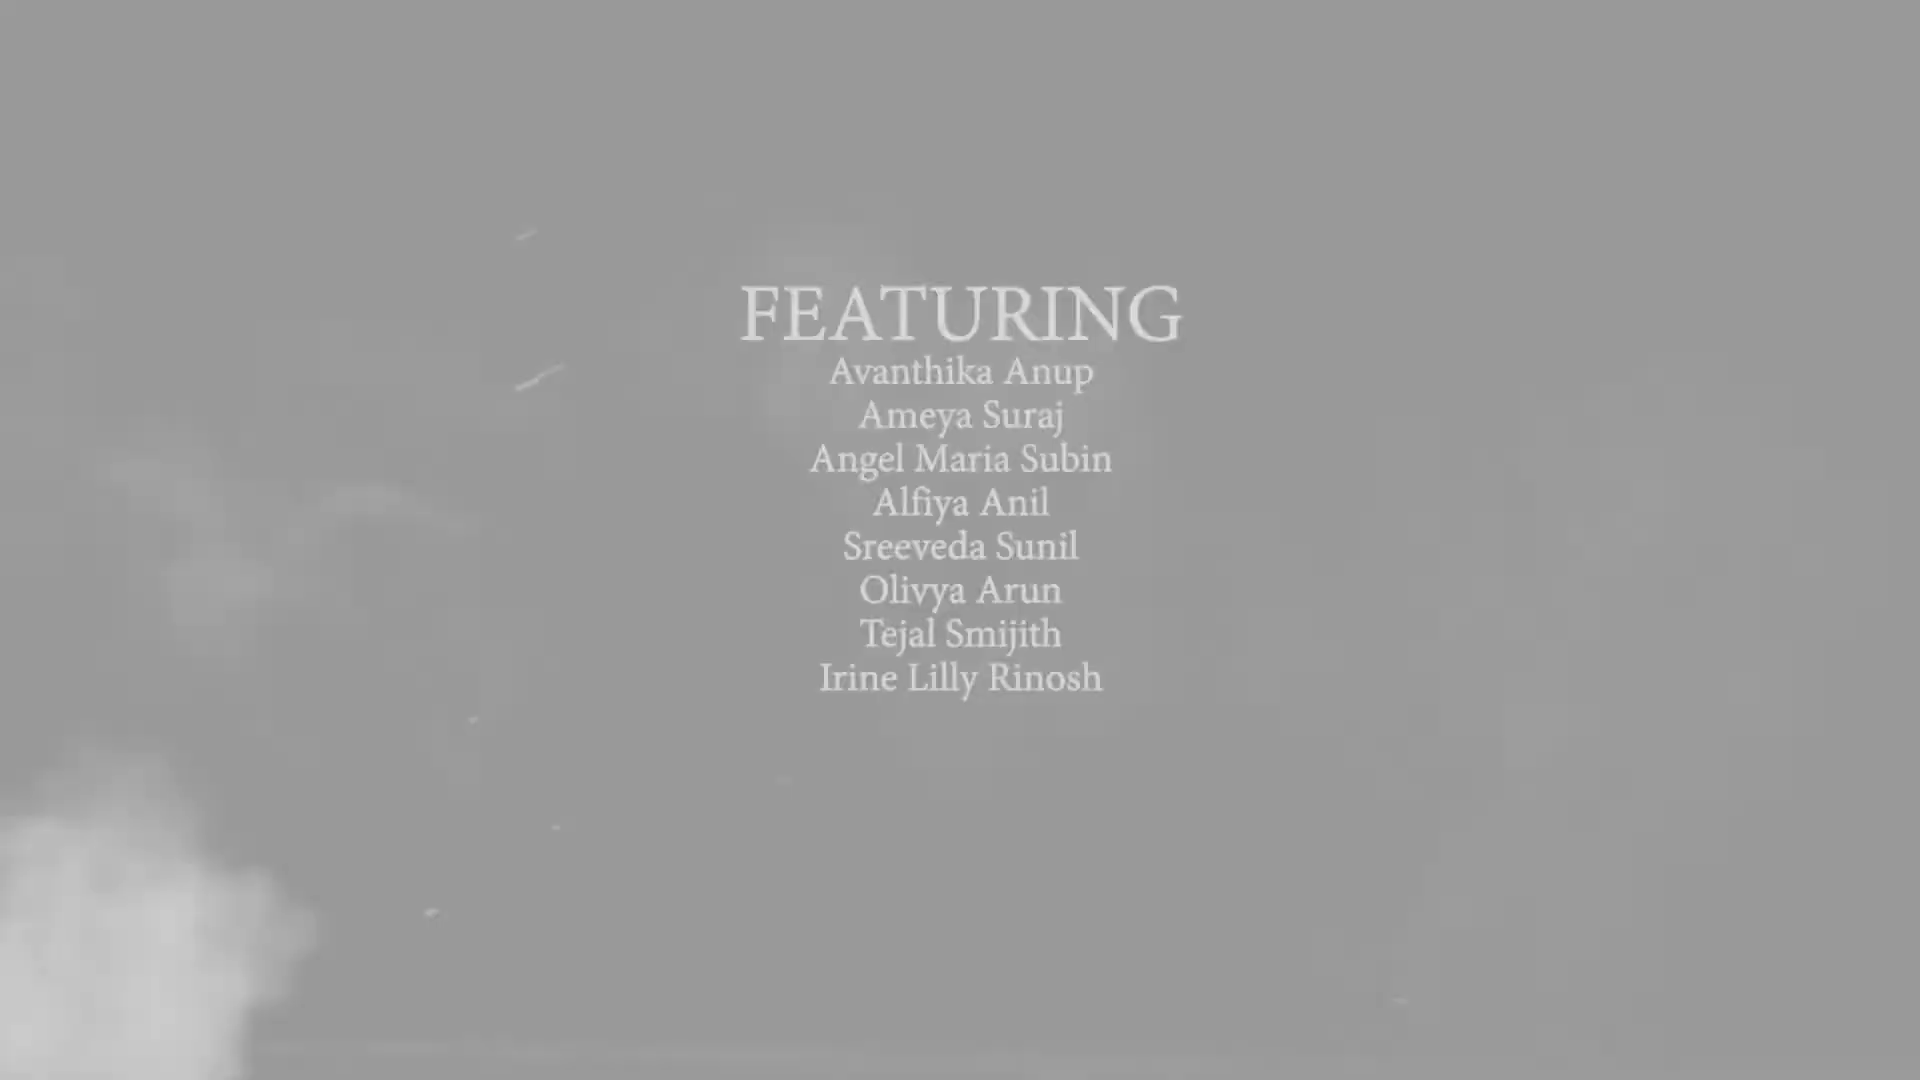 FEATURING
Avanthika Anup
Ameya Suraj
Angel Maria Subin
Alfiya Anil
Sreeveda Sunil
Olivya Arun
Tejal Smijith
Irine Lilly Rinosh